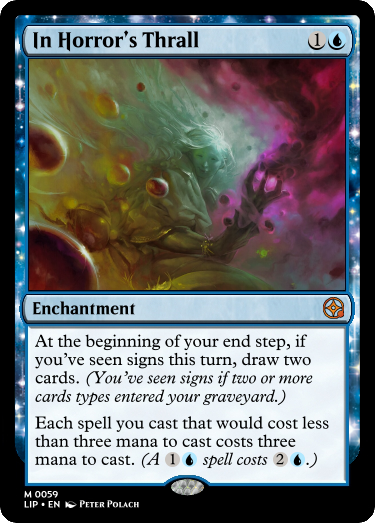 In Horror's Thrall 1
Enchantment
At the beginning of your end step, if
you've seen signs this turn, draw two
cards. (You've seen signs if two or more
cards types entered your graveyard.)
Each spell you cast that would cost less
than three mana to cast costs three
mana to cast. (A 1 spell costs 2 .)
M 0059
LIP • EN Peter Polach